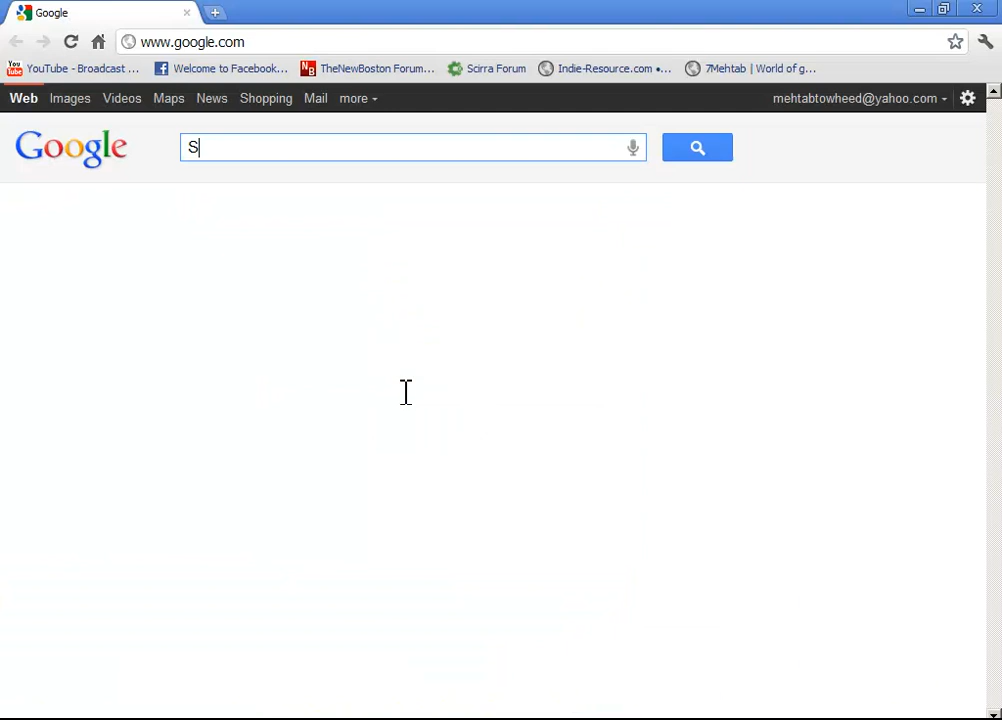 Google
www.google.com
YouTube - Broadcast ... Welcome to Facebook... TheNewBoston Forum... Scirra Forum Indie-Resource.com •... 7Mehtab | World of g...
Web Images Videos Maps News Shopping Mail more mehtabtowheed@yahoo.com
Google S